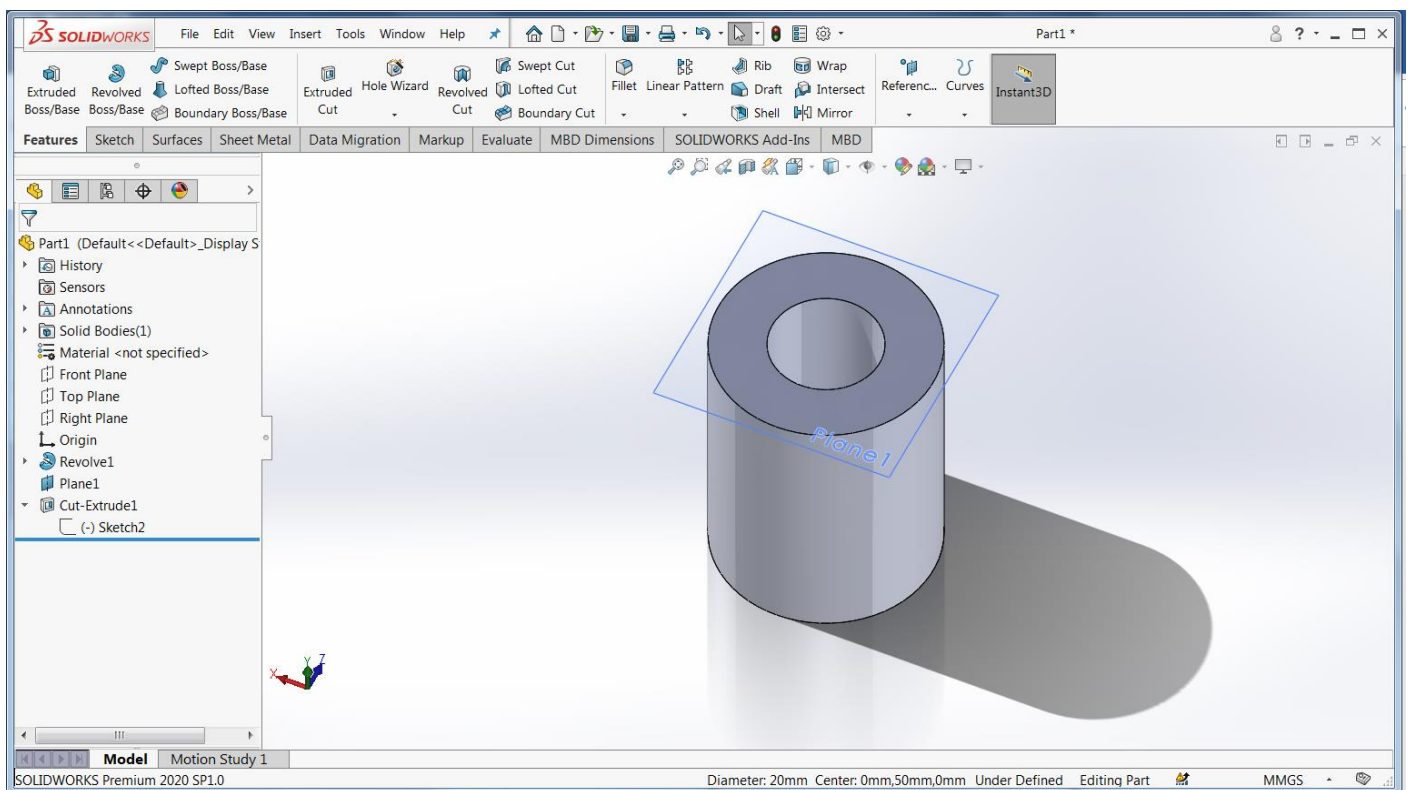 SOLIDWORKS File Edit View Insert Tools Window Help Part1 * ?
Extruded Boss/Base Revolved Boss/Base Swept Boss/Base Lofted Boss/Base Boundary Boss/Base Extruded Cut Hole Wizard Revolved Cut Swept Cut Lofted Cut Boundary Cut Fillet Linear Pattern Rib Draft Shell Wrap Intersect Mirror Referenc... Curves Instant3D
Features Sketch Surfaces Sheet Metal Data Migration Markup Evaluate MBD Dimensions SOLIDWORKS Add-Ins MBD
Part1 (Default<<Default>_Display S
History
Sensors
A Annotations
Solid Bodies(1)
Material <not specified>
Front Plane
Top Plane
Right Plane
Origin
Revolve1
Plane1
Cut-Extrude1
(-) Sketch2
Plane1
X Y Z
Model Motion Study 1
SOLIDWORKS Premium 2020 SP1.0 Diameter: 20mm Center: 0mm,50mm,0mm Under Defined Editing Part MMGS